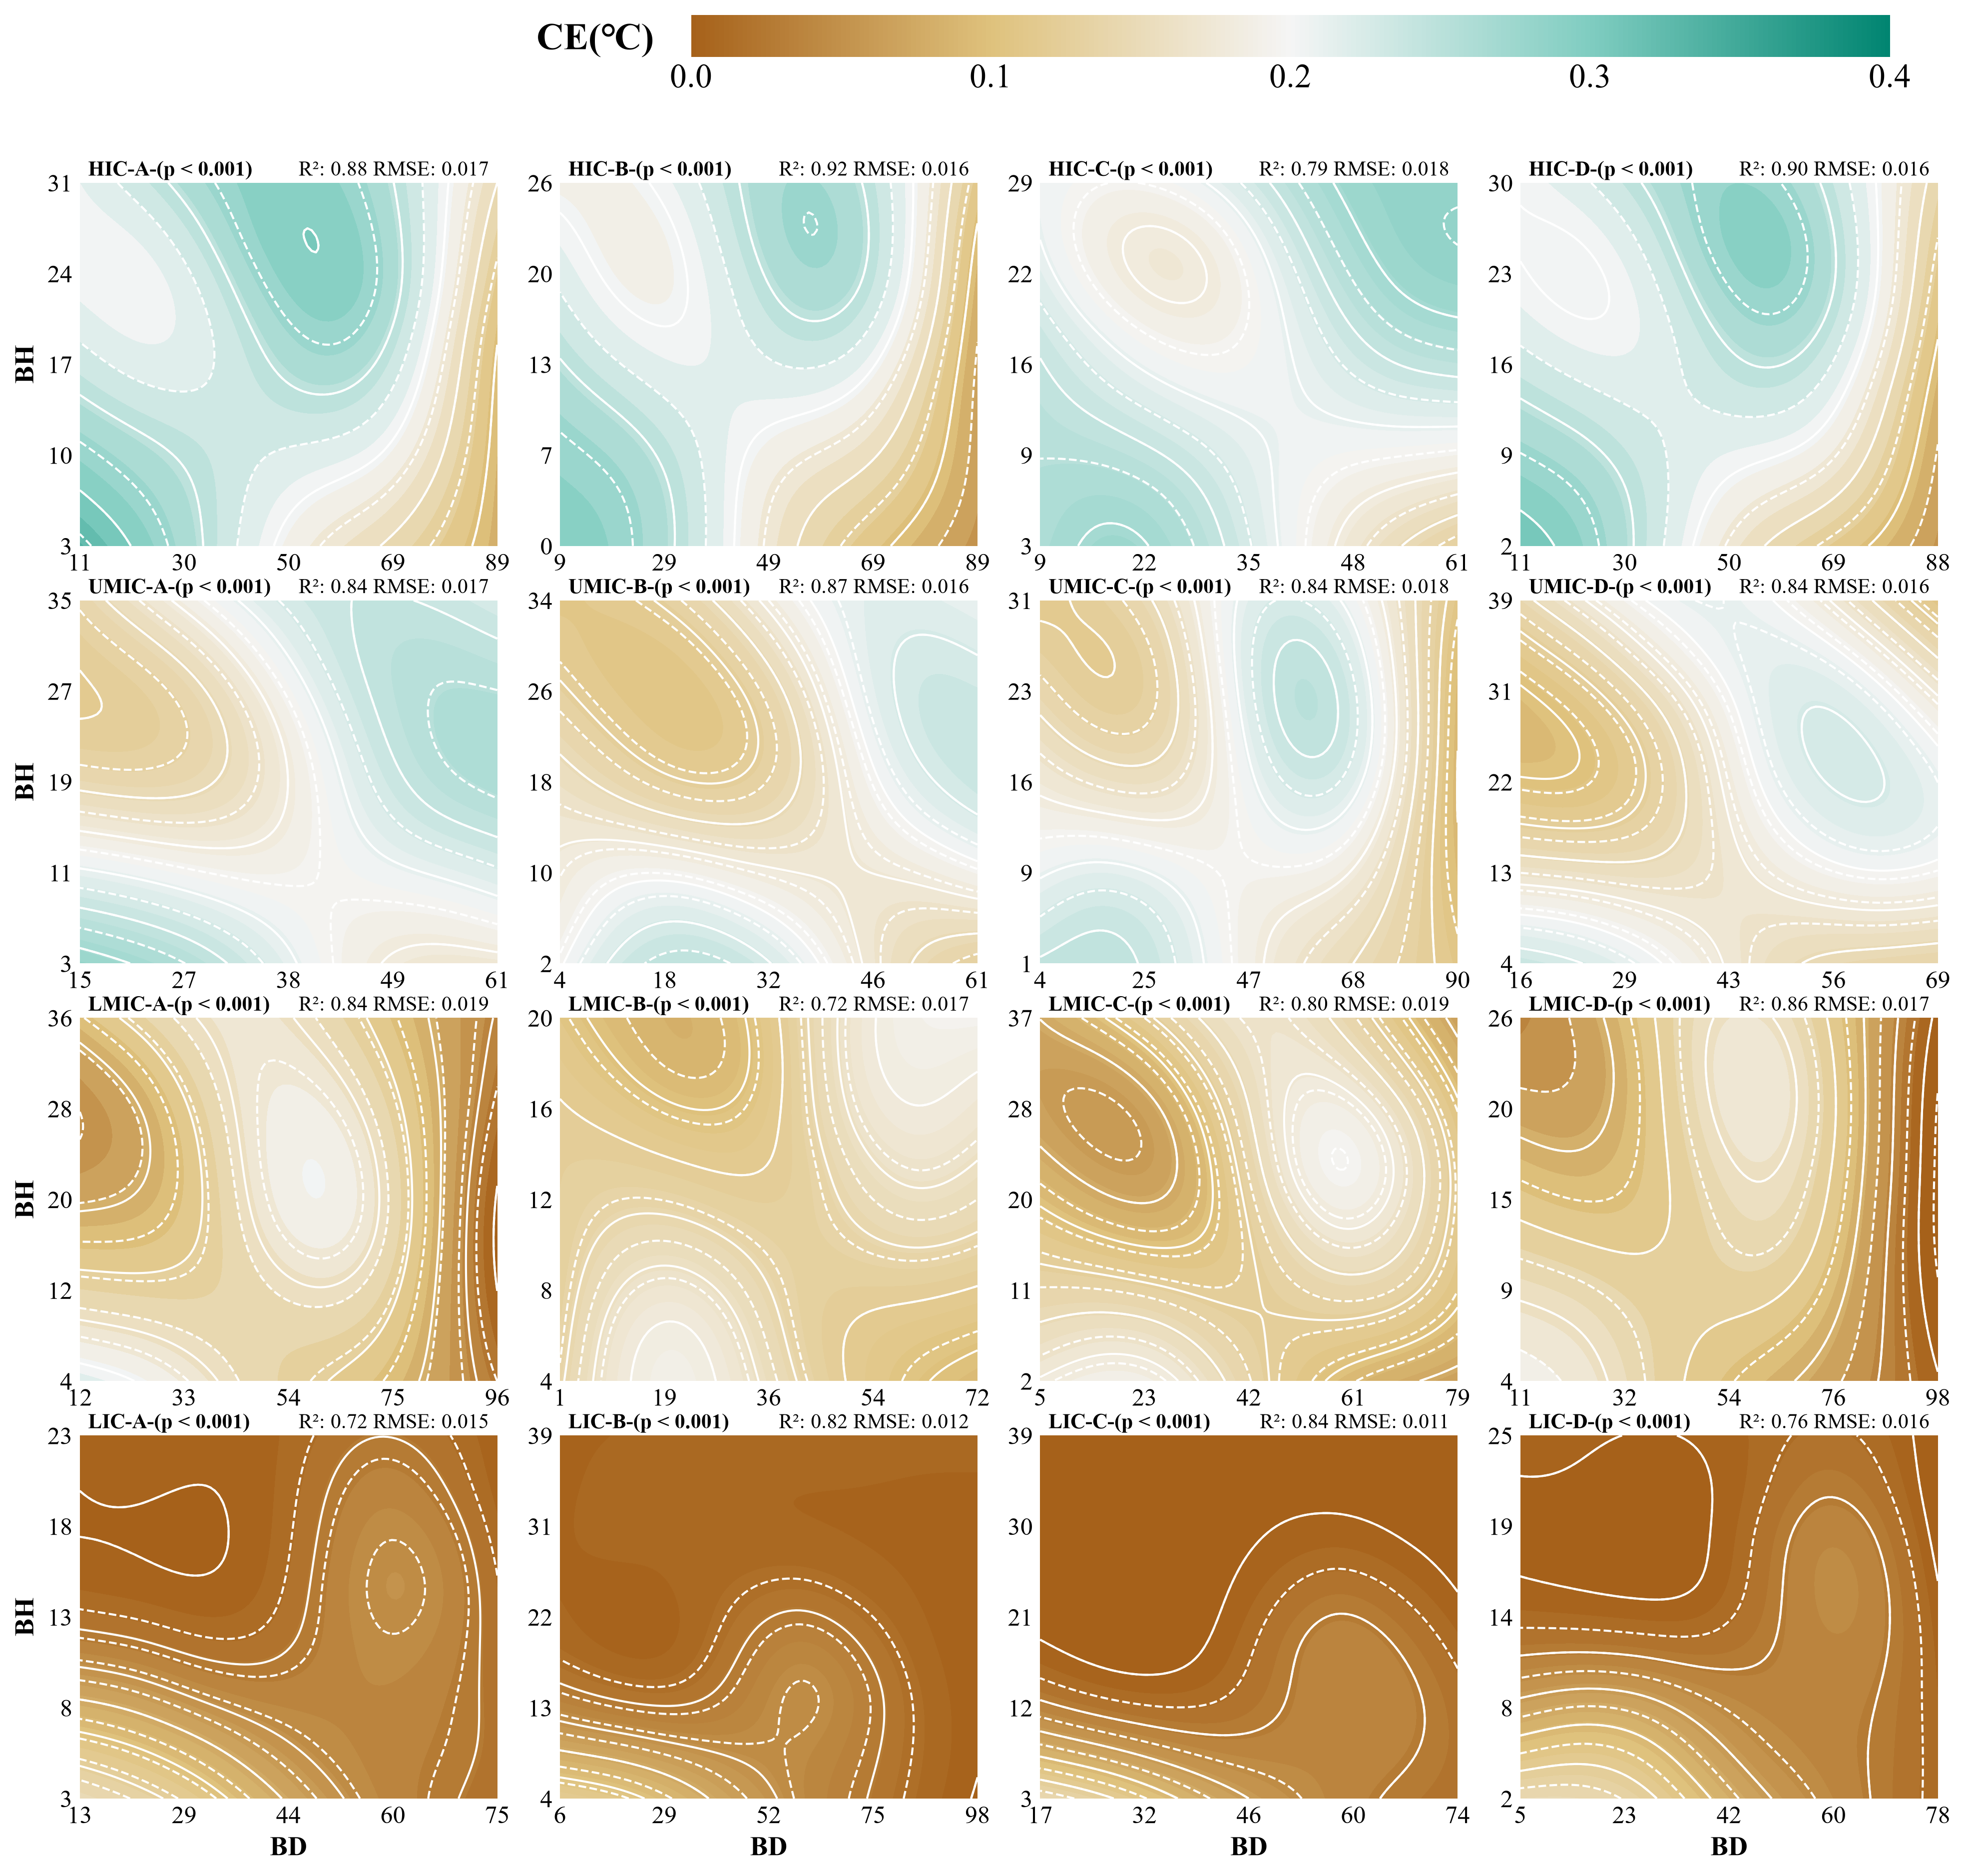 CE(°C)
0.0 0.1 0.2 0.3 0.4
HIC-A-(p < 0.001) R²: 0.88 RMSE: 0.017
31
24
17
10
3
BH
11 30 50 69 89
HIC-B-(p < 0.001) R²: 0.92 RMSE: 0.016
26
20
13
7
0
9 29 49 69 89
HIC-C-(p < 0.001) R²: 0.79 RMSE: 0.018
29
22
16
9
3
9 22 35 48 61
HIC-D-(p < 0.001) R²: 0.90 RMSE: 0.016
30
23
16
9
2
11 30 50 69 88
UMIC-A-(p < 0.001) R²: 0.84 RMSE: 0.017
35
27
19
11
3
BH
15 27 38 49 61
UMIC-B-(p < 0.001) R²: 0.87 RMSE: 0.016
34
26
18
10
2
4 18 32 46 61
UMIC-C-(p < 0.001) R²: 0.84 RMSE: 0.018
31
23
16
9
1
4 25 47 68 90
UMIC-D-(p < 0.001) R²: 0.84 RMSE: 0.016
39
31
22
13
4
16 29 43 56 69
LMIC-A-(p < 0.001) R²: 0.84 RMSE: 0.019
36
28
20
12
4
BH
12 33 54 75 96
LMIC-B-(p < 0.001) R²: 0.72 RMSE: 0.017
20
16
12
8
4
1 19 36 54 72
LMIC-C-(p < 0.001) R²: 0.80 RMSE: 0.019
37
28
20
11
2
5 23 42 61 79
LMIC-D-(p < 0.001) R²: 0.86 RMSE: 0.017
26
20
15
9
4
11 32 54 76 98
LIC-A-(p < 0.001) R²: 0.72 RMSE: 0.015
23
18
13
8
3
BH
13 29 44 60 75
BD
LIC-B-(p < 0.001) R²: 0.82 RMSE: 0.012
39
31
22
13
4
6 29 52 75 98
BD
LIC-C-(p < 0.001) R²: 0.84 RMSE: 0.011
39
30
21
12
3
17 32 46 60 74
BD
LIC-D-(p < 0.001) R²: 0.76 RMSE: 0.016
25
19
14
8
2
5 23 42 60 78
BD